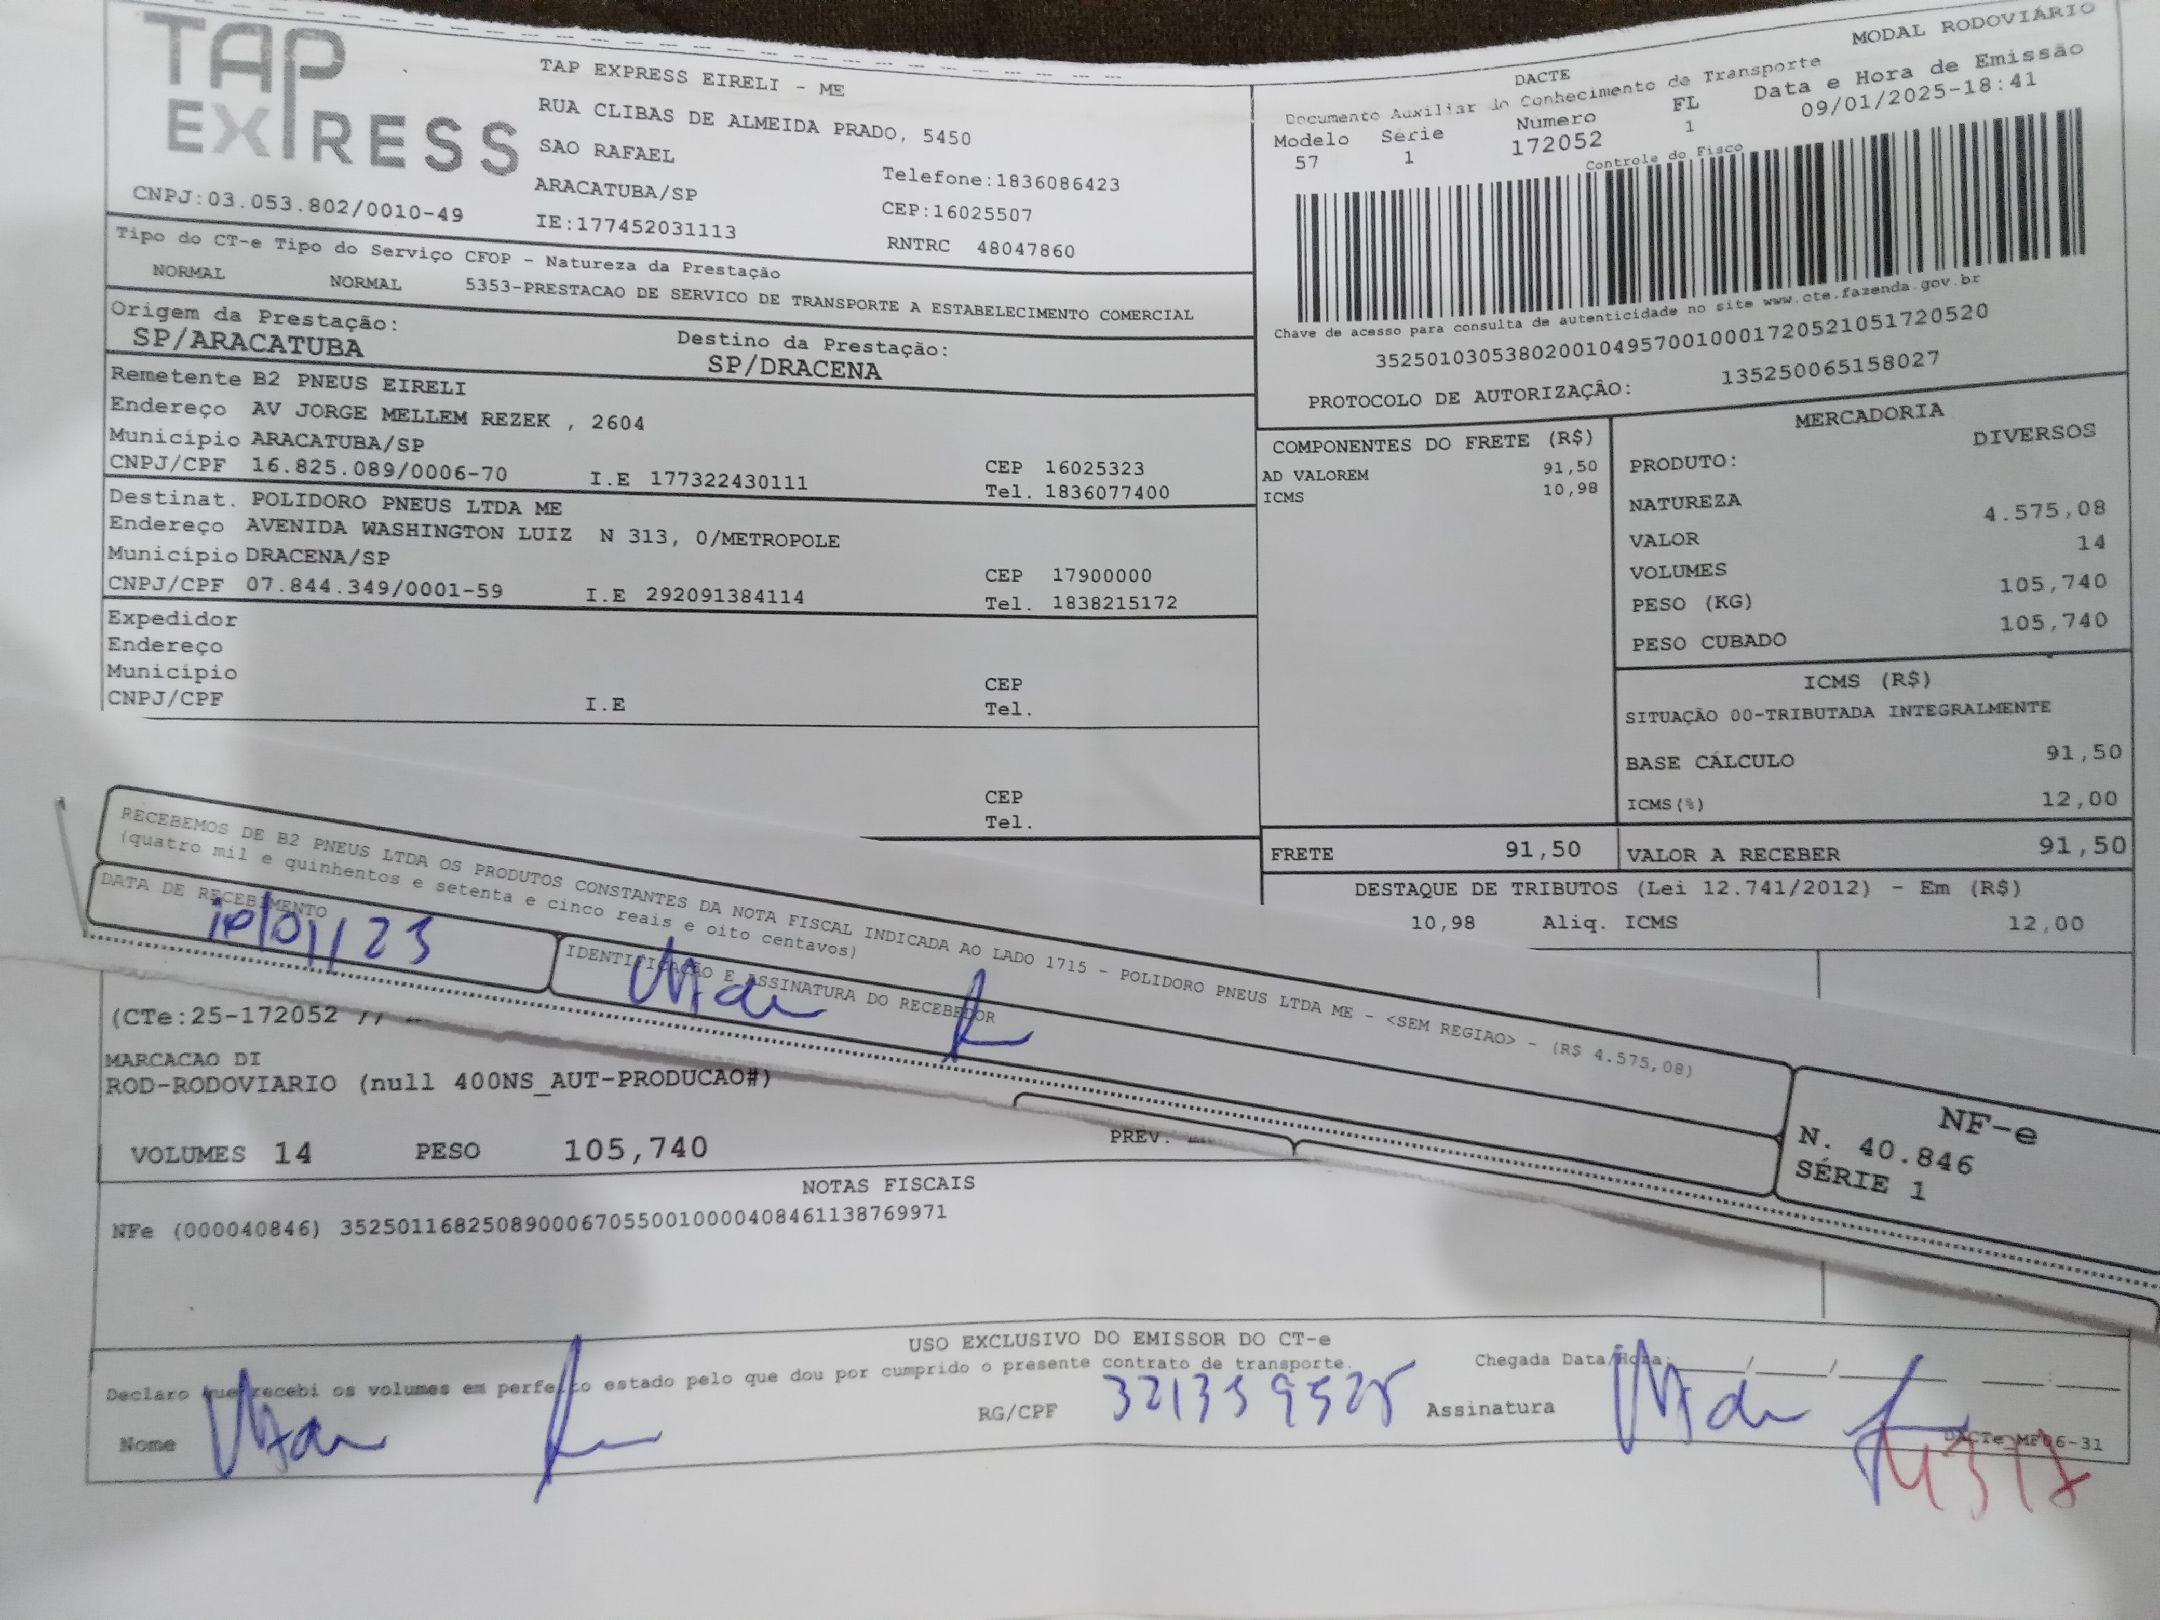 TAP EXPRESS
TAP EXPRESS EIRELI - ME
RUA CLIBAS DE ALMEIDA PRADO, 5450
SAO RAFAEL
Telefone:1836086423
ARACATUBA/SP
CEP:16025507
CNPJ:03.053.802/0010-49
IE:177452031113
RNTRC 48047860
MODAL RODOVIÁRIO
DACTE
Documento Auxiliar do Conhecimento de Transporte
Modelo Série Numero FL Data e Hora de Emissão
57 1 172052 1 09/01/2025-18:41
Controle do Fisco
Chave de acesso para consulta de autenticidade no site www.cte.fazenda.gov.br
35250103053802001049570010001720521051720520
PROTOCOLO DE AUTORIZAÇÃO: 135250065158027
Tipo do CT-e Tipo do Serviço CFOP - Natureza da Prestação
NORMAL NORMAL 5353-PRESTACAO DE SERVICO DE TRANSPORTE A ESTABELECIMENTO COMERCIAL
Origem da Prestação: Destino da Prestação:
SP/ARACATUBA SP/DRACENA
Remetente B2 PNEUS EIRELI
Endereço AV JORGE MELLEM REZEK , 2604
Município ARACATUBA/SP CEP 16025323
CNPJ/CPF 16.825.089/0006-70 I.E 177322430111 Tel. 1836077400
Destinat. POLIDORO PNEUS LTDA ME
Endereço AVENIDA WASHINGTON LUIZ N 313, 0/METROPOLE
Município DRACENA/SP CEP 17900000
CNPJ/CPF 07.844.349/0001-59 I.E 292091384114 Tel. 1838215172
Expedidor
Endereço
Município CEP
CNPJ/CPF I.E Tel.
CEP
Tel.
COMPONENTES DO FRETE (R$)
AD VALOREM 91,50
ICMS 10,98
MERCADORIA
PRODUTO: DIVERSOS
NATUREZA
VALOR 4.575,08
VOLUMES 14
PESO (KG) 105,740
PESO CUBADO 105,740
ICMS (R$)
SITUAÇÃO 00-TRIBUTADA INTEGRALMENTE
BASE CÁLCULO 91,50
ICMS(%) 12,00
FRETE 91,50 VALOR A RECEBER 91,50
DESTAQUE DE TRIBUTOS (Lei 12.741/2012) - Em (R$)
10,98 Aliq. ICMS 12,00
RECEBEMOS DE B2 PNEUS LTDA OS PRODUTOS CONSTANTES DA NOTA FISCAL INDICADA AO LADO 1715 - POLIDORO PNEUS LTDA ME - <SEM REGIAO> - (R$ 4.575,08)
(quatro mil e quinhentos e setenta e cinco reais e oito centavos)
DATA DE RECEBIMENTO
10/01/23
IDENTIFICAÇÃO E ASSINATURA DO RECEBEDOR
NF-e
N. 40.846
SÉRIE 1
(CTe:25-172052
MARCACAO DI
ROD-RODOVIARIO (null 400NS_AUT-PRODUCAO#)
VOLUMES 14 PESO 105,740 PREV.
NOTAS FISCAIS
NFe (000040846) 35250116825089000670550010000408461138769971
USO EXCLUSIVO DO EMISSOR DO CT-e
Declaro que recebi os volumes em perfeito estado pelo que dou por cumprido o presente contrato de transporte.
Chegada Data/Hora:
Nome RG/CPF 321359525 Assinatura
DACTe_MF06-31